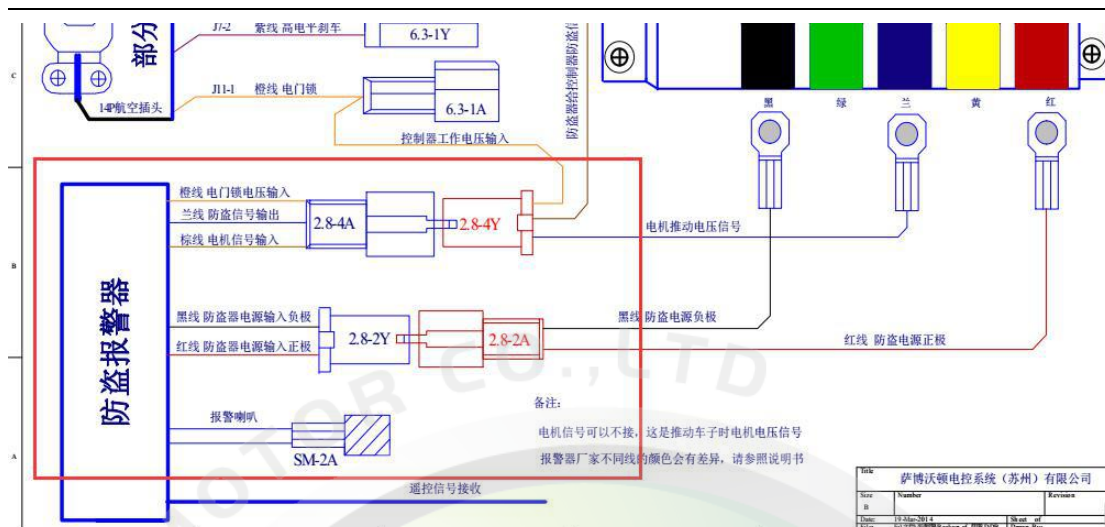 J7-2 紫线 高电平刹车
6.3-1Y
部分
J11-1 橙线 电门锁
6.3-1A
14P航空插头
控制器工作电压输入
防盗器给控制器防盗信
黑 绿 兰 黄 红
C
B
A
防盗报警器
橙线 电门锁电压输入
兰线 防盗信号输出
棕线 电机信号输入
2.8-4A
2.8-4Y
电机推动电压信号
黑线 防盗器电源输入负极
红线 防盗器电源输入正极
2.8-2Y
2.8-2A
黑线 防盗电源负极
红线 防盗电源正极
报警喇叭
SM-2A
遥控信号接收
备注:
电机信号可以不接,这是推动车子时电机电压信号
报警器厂家不同线的颜色会有差异,请参照说明书
OTOR CO.,LTD
Title
萨博沃顿电控系统(苏州)有限公司
Size Number Revision
B
Date: 19-Mar-2014 Sheet of